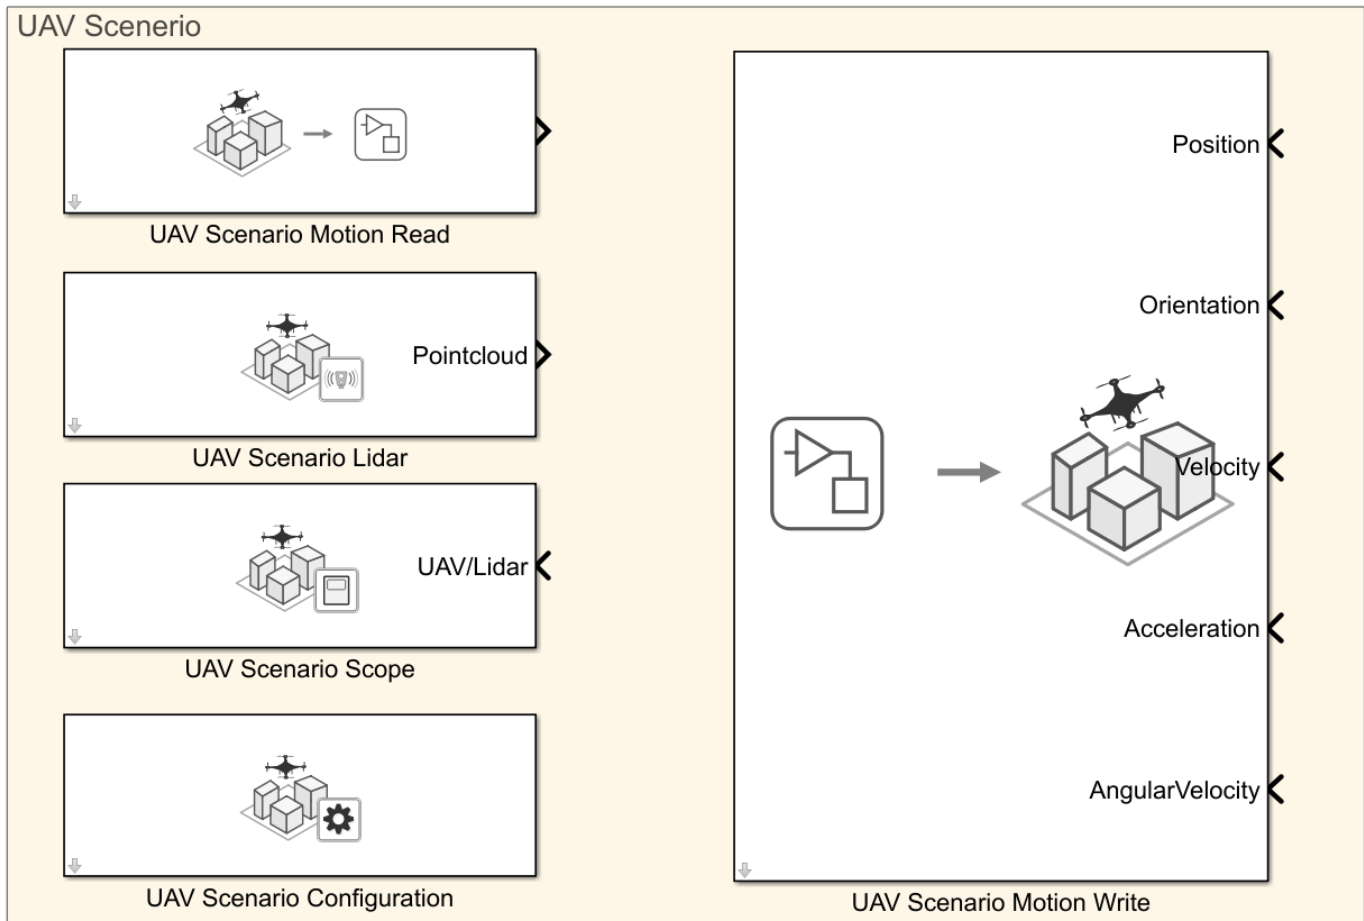 UAV Scenerio
UAV Scenario Motion Read
Pointcloud
UAV Scenario Lidar
UAV/Lidar
UAV Scenario Scope
UAV Scenario Configuration
Position
Orientation
Velocity
Acceleration
AngularVelocity
UAV Scenario Motion Write